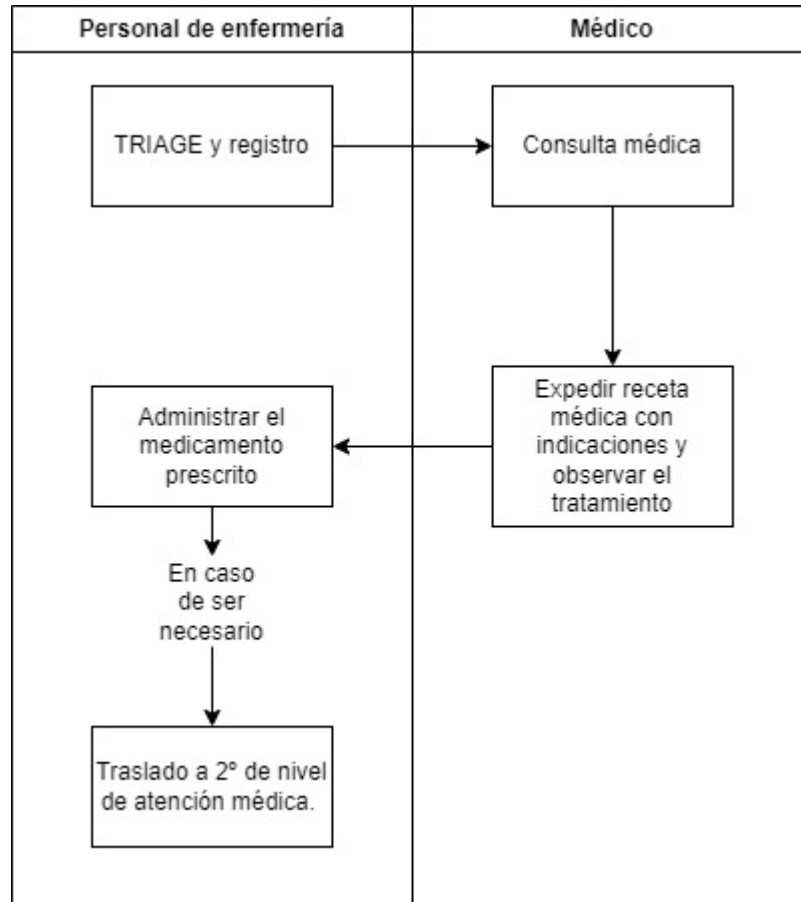 Personal de enfermería
Médico
TRIAGE y registro
Consulta médica
Expedir receta
médica con
indicaciones y
observar el
tratamiento
Administrar el
medicamento
prescrito
En caso
de ser
necesario
Traslado a 2º de nivel
de atención médica.